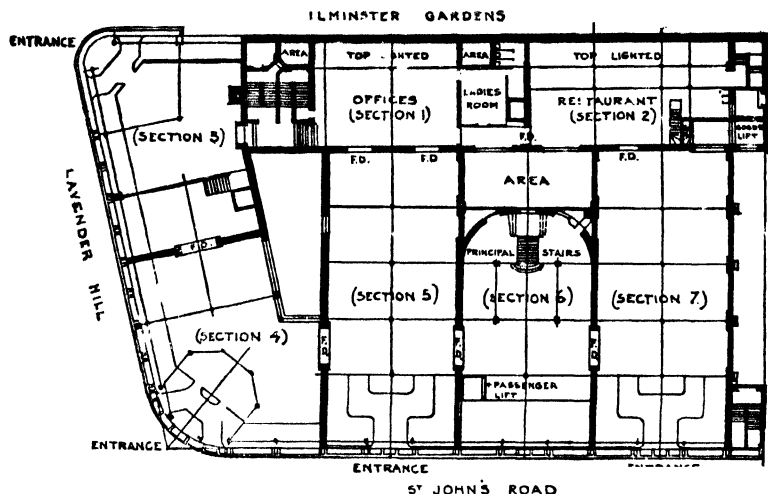 ILMINSTER GARDENS
ENTRANCE
AREA
TOP LIGHTED
AREA
TOP LIGHTED
OFFICES
(SECTION 1)
LADIES
ROOM
RESTAURANT
(SECTION 2)
(SECTION 3)
F.D.
GOODS
LIFT
F.D.
F.D
F.D.
AREA
LAVENDER HILL
F.D.
PRINCIPAL STAIRS
(SECTION 5)
(SECTION 6)
(SECTION 7.)
(SECTION 4)
F.D.
F.D.
F.D.
PASSENGER
LIFT
ENTRANCE
ENTRANCE
ENTRANCE
ST JOHN'S ROAD